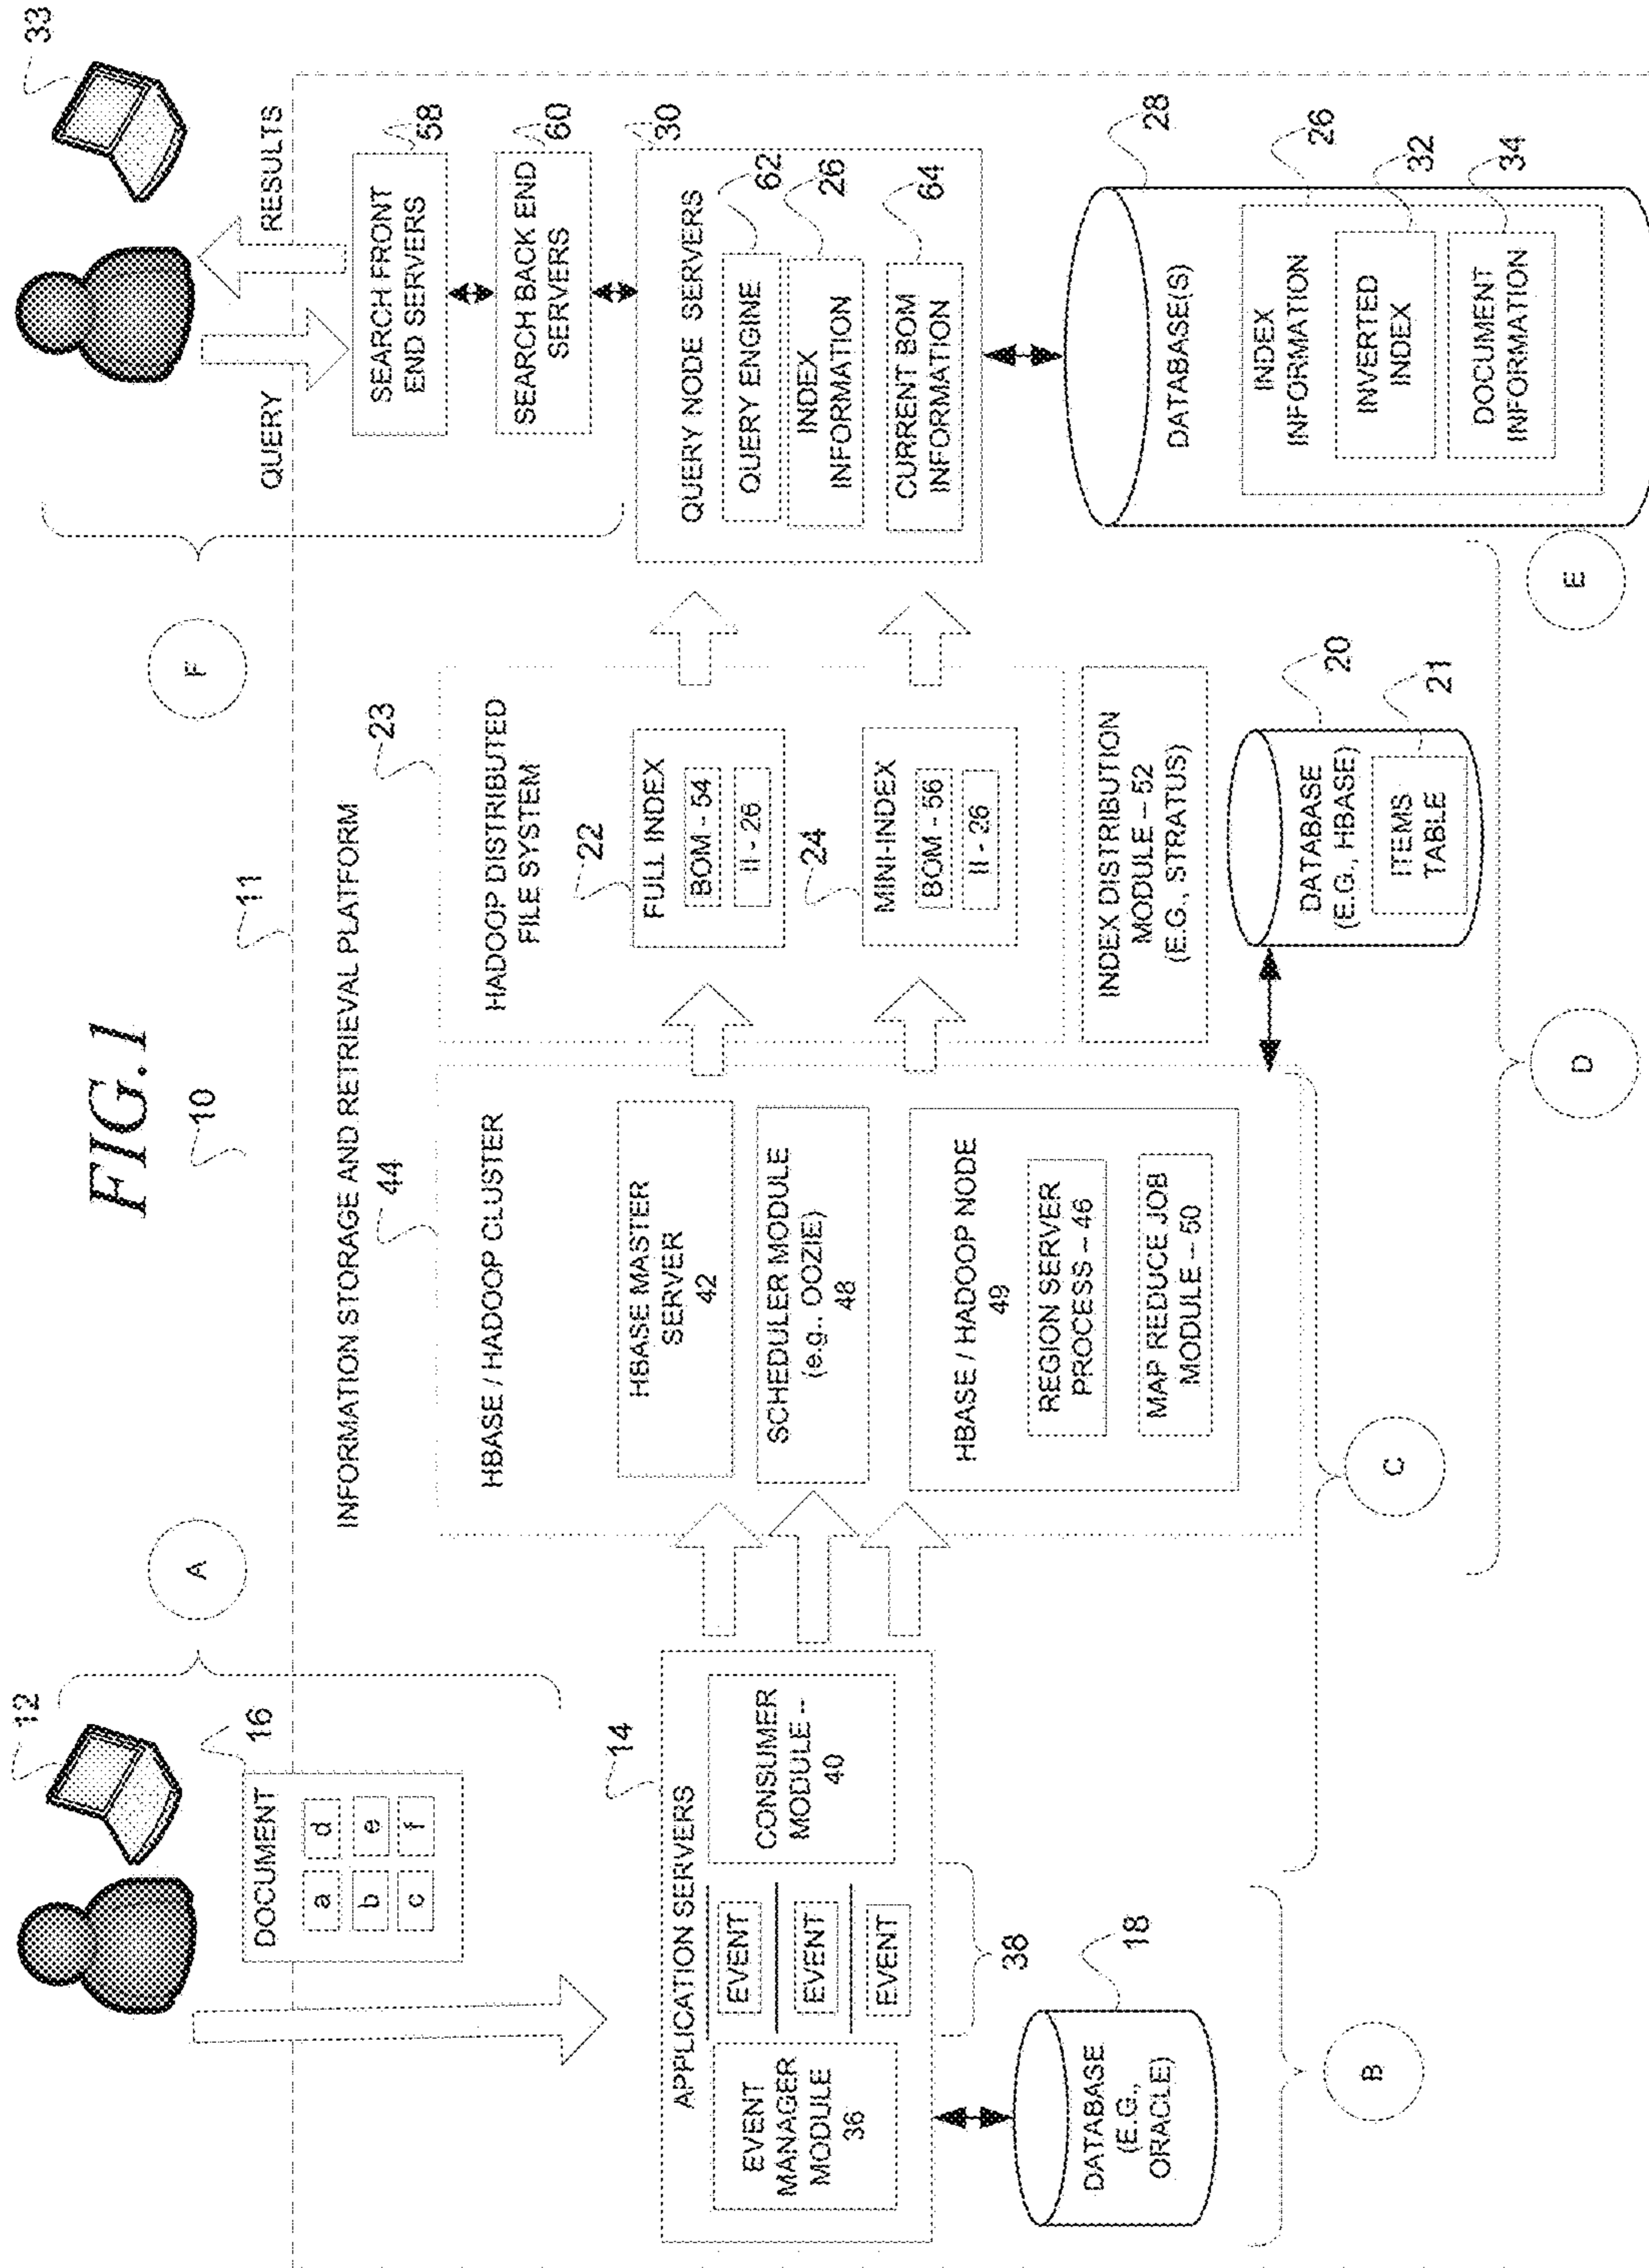 FIG.1
10
11
12
33
A
F
DOCUMENT
16
a
d
b
e
c
f
QUERY
RESULTS
INFORMATION STORAGE AND RETRIEVAL PLATFORM
SEARCH FRONT
END SERVERS
58
SEARCH BACK END
SERVERS
60
14
APPLICATION SERVERS
EVENT
MANAGER
MODULE
36
EVENT
EVENT
EVENT
38
CONSUMER
MODULE --
40
DATABASE
(E.G.,
ORACLE)
18
B
44
HBASE / HADOOP CLUSTER
HBASE MASTER
SERVER
42
SCHEDULER MODULE
(e.g., OOZIE)
48
HBASE / HADOOP NODE
49
REGION SERVER
PROCESS – 46
MAP REDUCE JOB
MODULE – 50
C
23
HADOOP DISTRIBUTED
FILE SYSTEM
22
FULL INDEX
BOM - 54
II - 26
24
MINI-INDEX
BOM - 56
II - 26
INDEX DISTRIBUTION
MODULE – 52
(E.G., STRATUS)
20
DATABASE
(E.G., HBASE)
21
ITEMS
TABLE
D
30
QUERY NODE SERVERS
62
QUERY ENGINE
26
INDEX
INFORMATION
64
CURRENT BOM
INFORMATION
28
DATABASE(S)
26
INDEX
INFORMATION
32
INVERTED
INDEX
34
DOCUMENT
INFORMATION
E